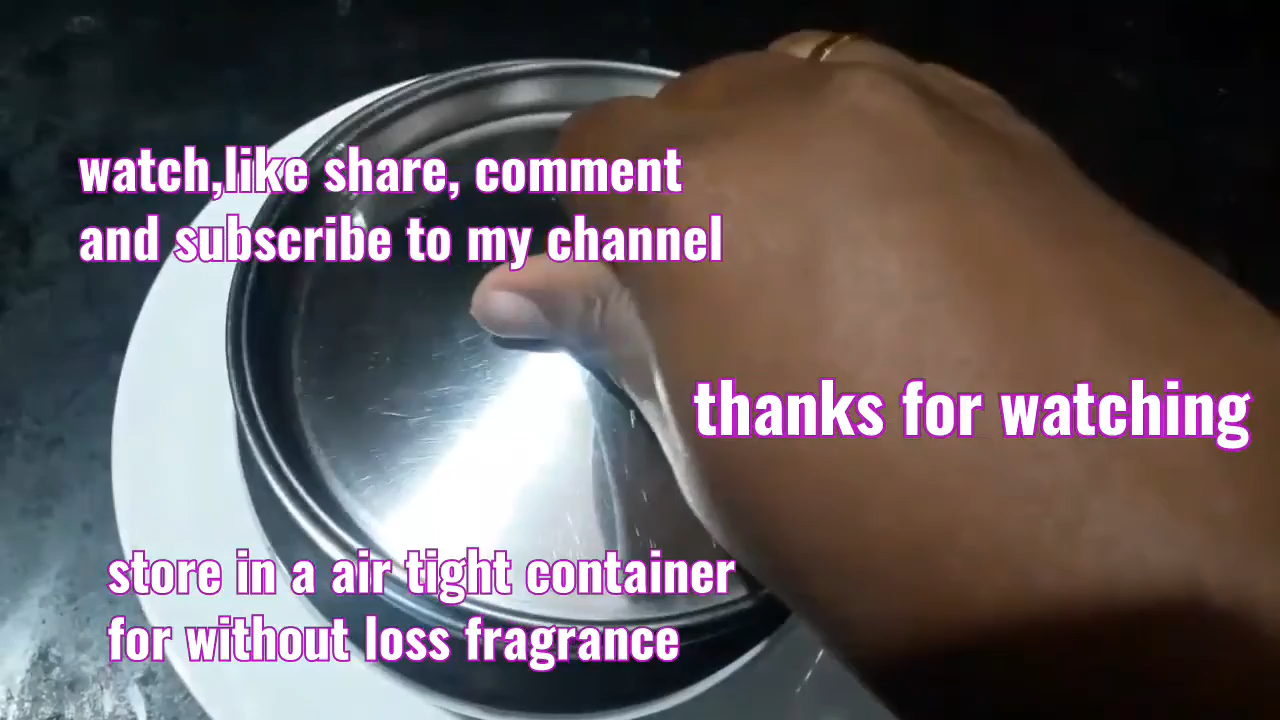 watch,like share, comment
and subscribe to my channel
thanks for watching
store in a air tight container
for without loss fragrance